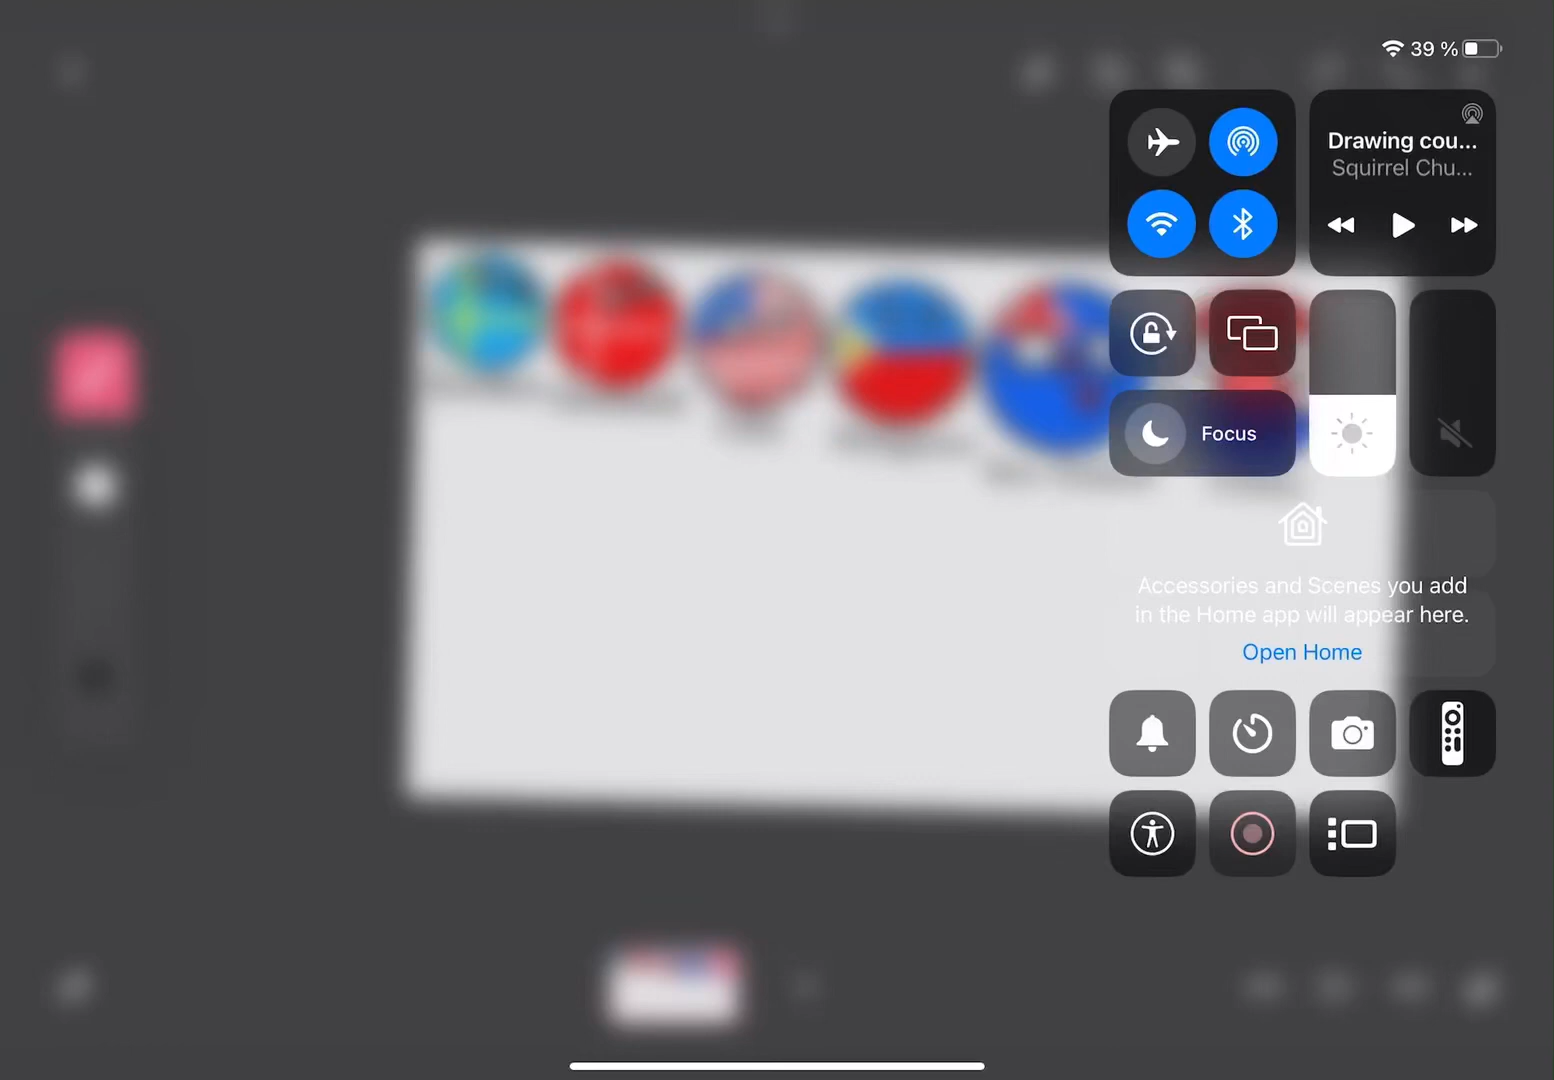 39 %
Drawing cou...
Squirrel Chu...
Focus
Accessories and Scenes you add
in the Home app will appear here.
Open Home